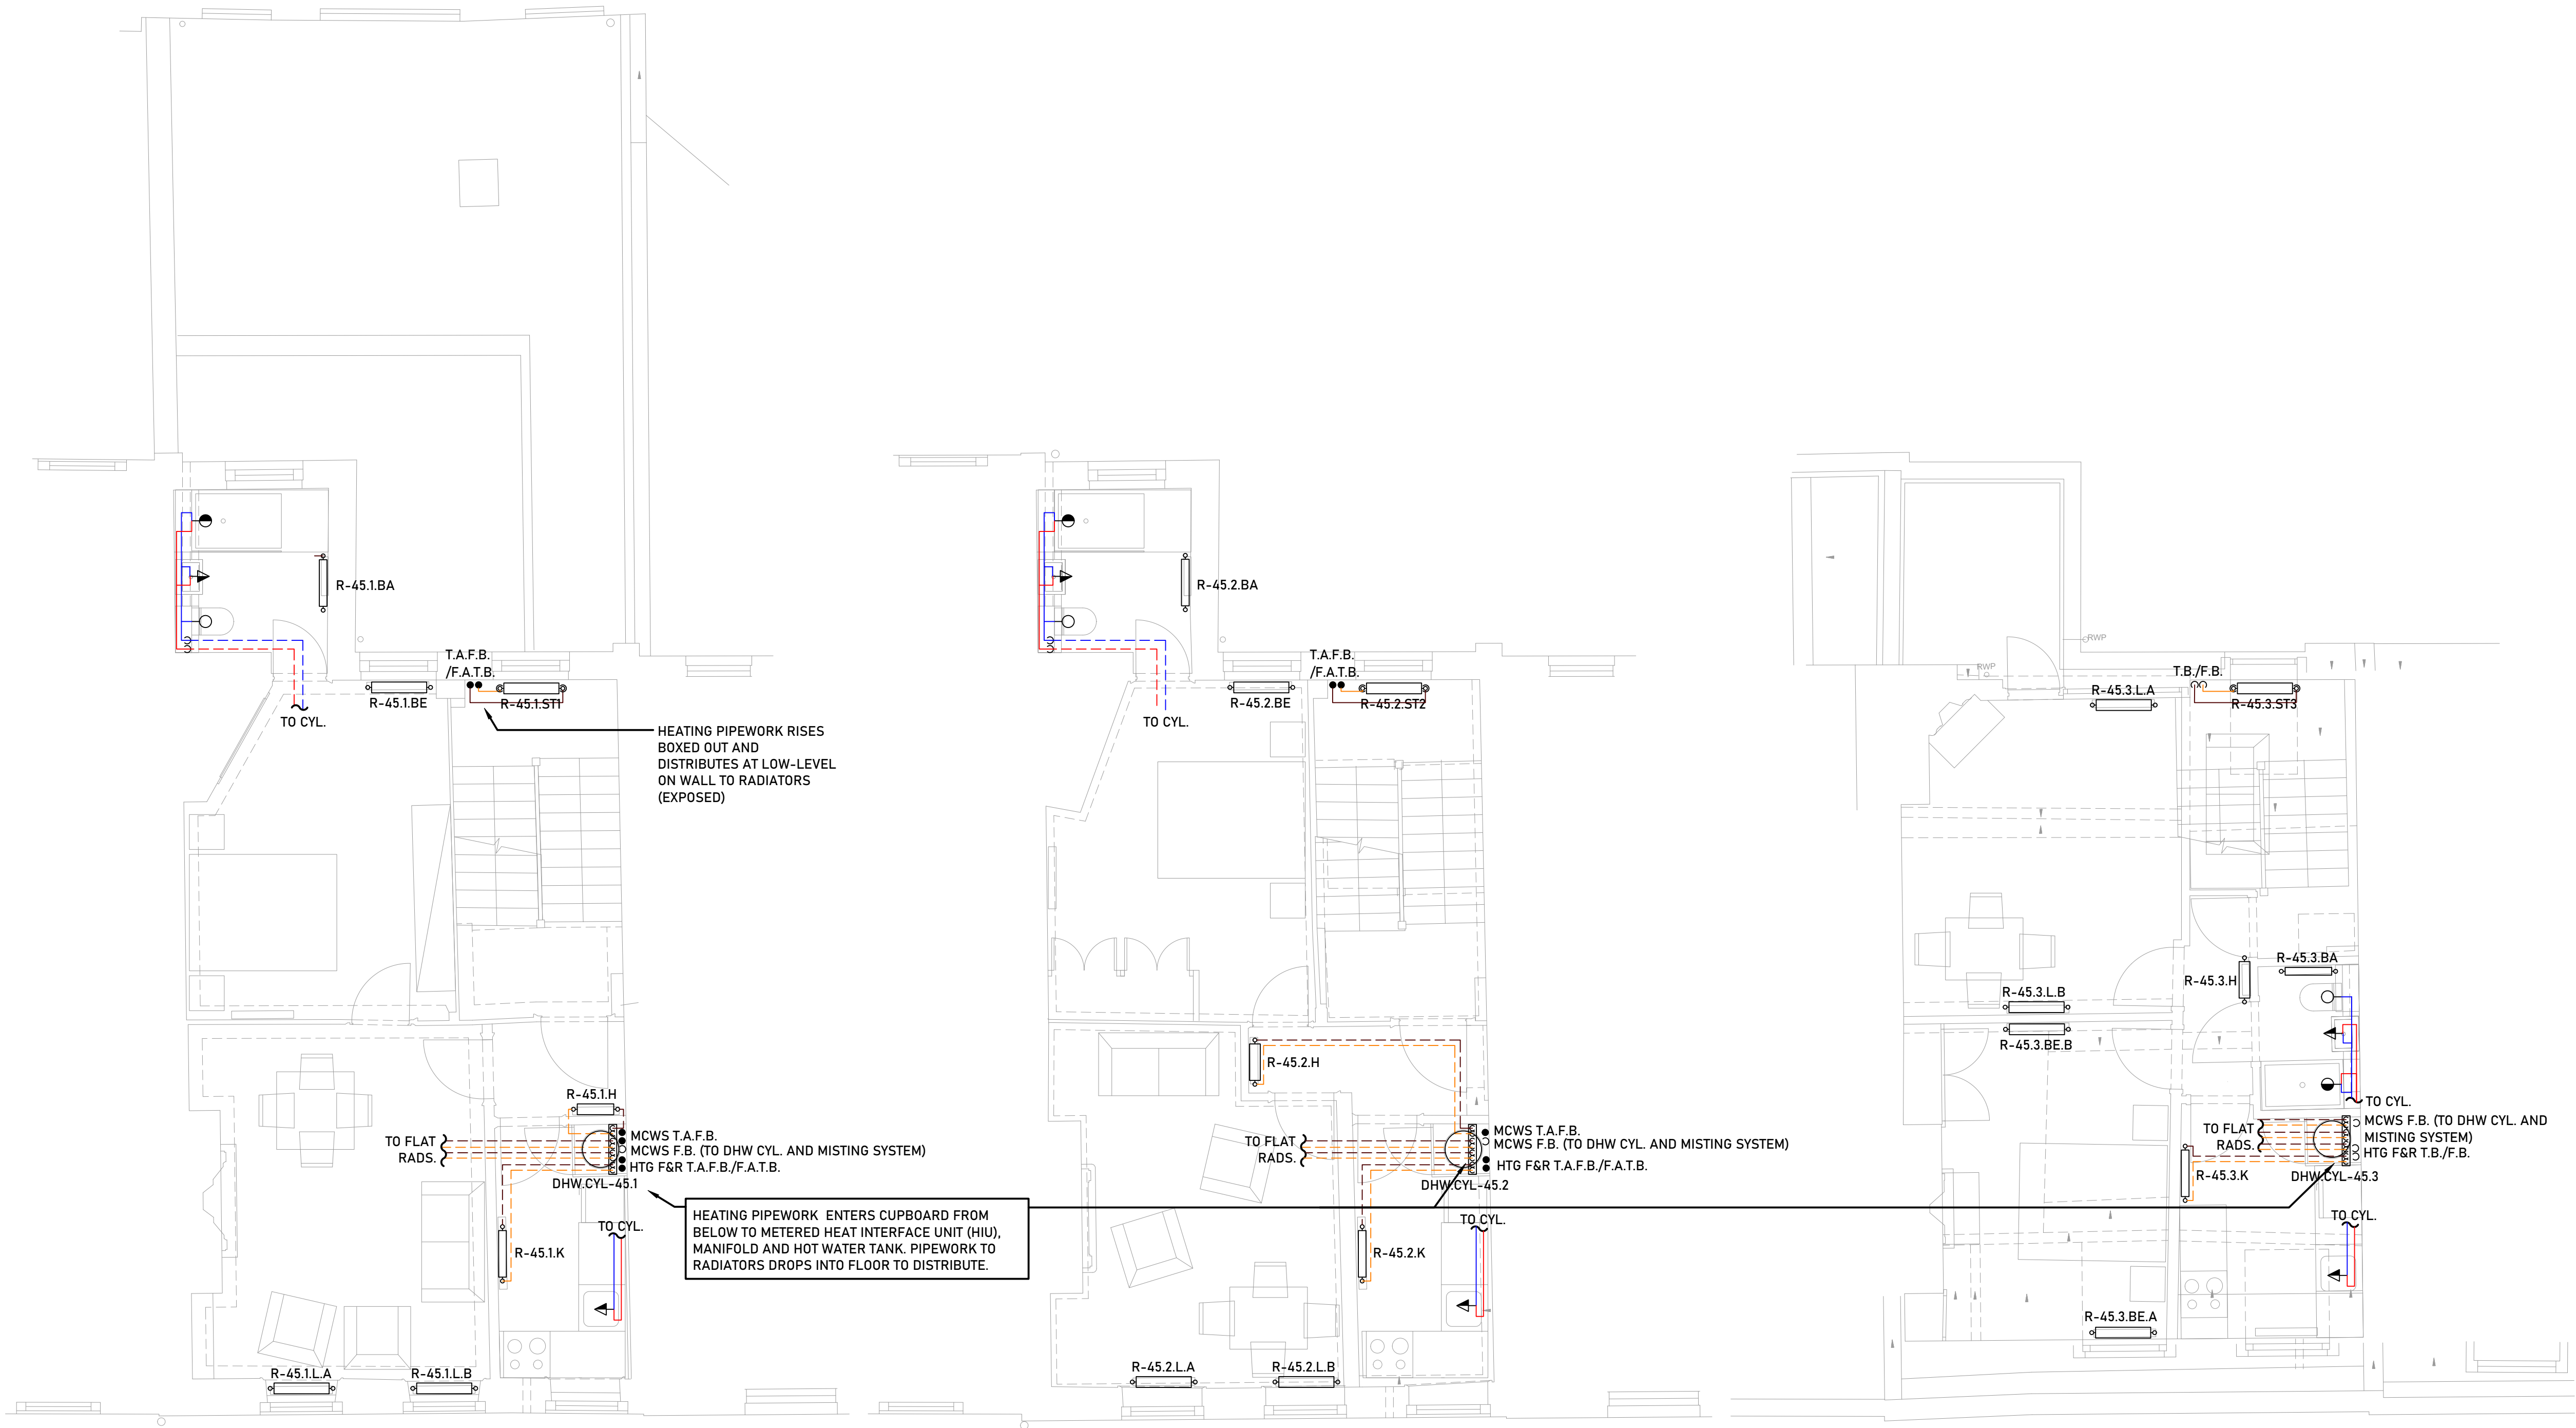 R-45.1.BA
T.A.F.B.
/F.A.T.B.
R-45.1.BE
R-45.1.ST1
TO CYL.
HEATING PIPEWORK RISES
BOXED OUT AND
DISTRIBUTES AT LOW-LEVEL
ON WALL TO RADIATORS
(EXPOSED)
R-45.1.H
TO FLAT
RADS.
MCWS T.A.F.B.
MCWS F.B. (TO DHW CYL. AND MISTING SYSTEM)
HTG F&R T.A.F.B./F.A.T.B.
DHW.CYL-45.1
TO CYL.
R-45.1.K
HEATING PIPEWORK ENTERS CUPBOARD FROM
BELOW TO METERED HEAT INTERFACE UNIT (HIU),
MANIFOLD AND HOT WATER TANK. PIPEWORK TO
RADIATORS DROPS INTO FLOOR TO DISTRIBUTE.
R-45.1.L.A
R-45.1.L.B
R-45.2.BA
T.A.F.B.
/F.A.T.B.
R-45.2.BE
R-45.2.ST2
TO CYL.
R-45.2.H
TO FLAT
RADS.
MCWS T.A.F.B.
MCWS F.B. (TO DHW CYL. AND MISTING SYSTEM)
HTG F&R T.A.F.B./F.A.T.B.
DHW.CYL-45.2
TO CYL.
R-45.2.K
R-45.2.L.A
R-45.2.L.B
RWP
RWP
T.B./F.B.
R-45.3.L.A
R-45.3.ST3
R-45.3.BA
R-45.3.H
R-45.3.L.B
R-45.3.BE.B
TO CYL.
TO FLAT
RADS.
MCWS F.B. (TO DHW CYL. AND
MISTING SYSTEM)
HTG F&R T.B./F.B.
R-45.3.K
DHW.CYL-45.3
TO CYL.
R-45.3.BE.A